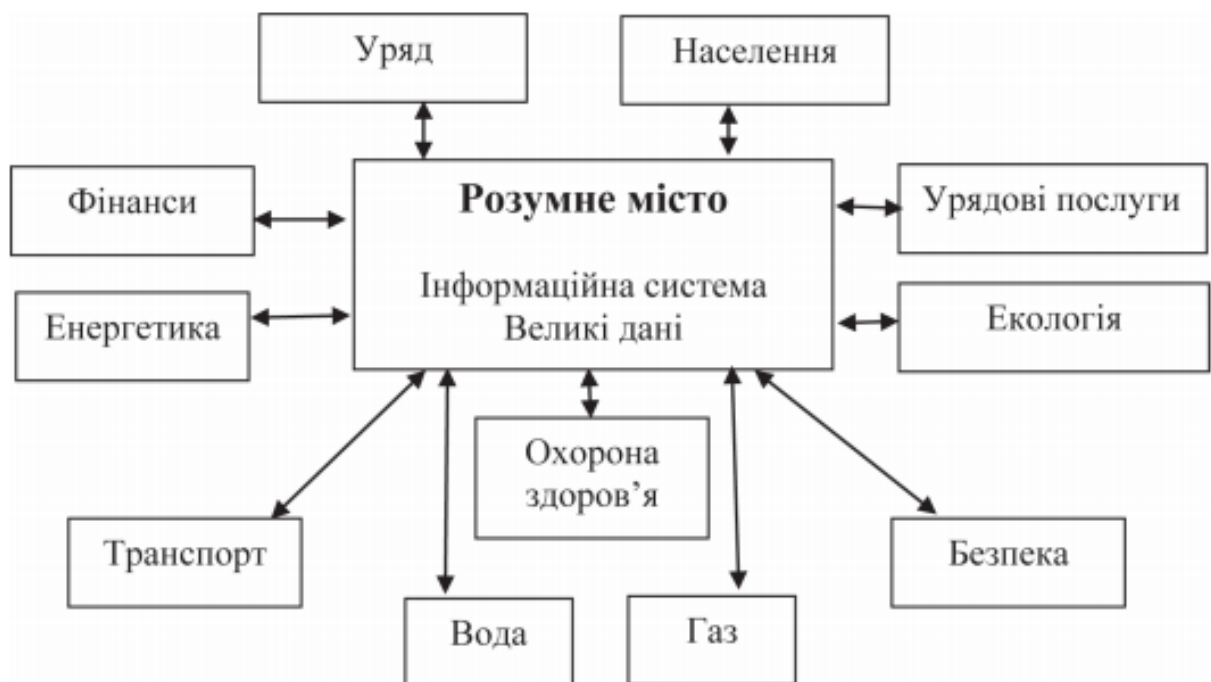 Уряд
Населення
Фінанси
Розумне місто
Урядові послуги
Інформаційна система
Великі дані
Енергетика
Екологія
Охорона
здоров’я
Транспорт
Безпека
Вода
Газ